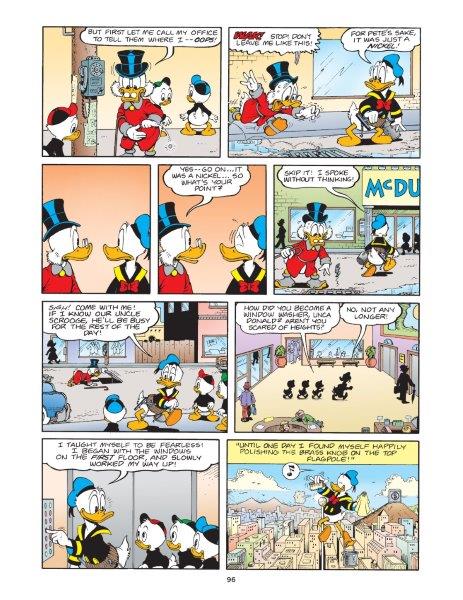 BUT FIRST LET ME CALL MY OFFICE
TO TELL THEM WHERE I -- OOPS!
WAAK! STOP! DON'T
LEAVE ME LIKE THIS!
FOR PETE'S SAKE,
IT WAS JUST A
NICKEL!
YES -- GO ON... IT
WAS A NICKEL... SO
WHAT'S YOUR
POINT?
SKIP IT! I SPOKE
WITHOUT THINKING!
McDU
SIGH! COME WITH ME!
IF I KNOW OUR UNCLE
SCROOGE, HE'LL BE BUSY
FOR THE REST OF THE
DAY!
HOW DID YOU BECOME A
WINDOW WASHER, UNCA
DONALD? AREN'T YOU
SCARED OF HEIGHTS?
NO, NOT ANY
LONGER!
I TAUGHT MYSELF TO BE FEARLESS!
I BEGAN WITH THE WINDOWS
ON THE FIRST FLOOR, AND SLOWLY
WORKED MY WAY UP!
"UNTIL ONE DAY I FOUND MYSELF HAPPILY
POLISHING THE BRASS KNOB ON THE TOP
FLAGPOLE!"
96